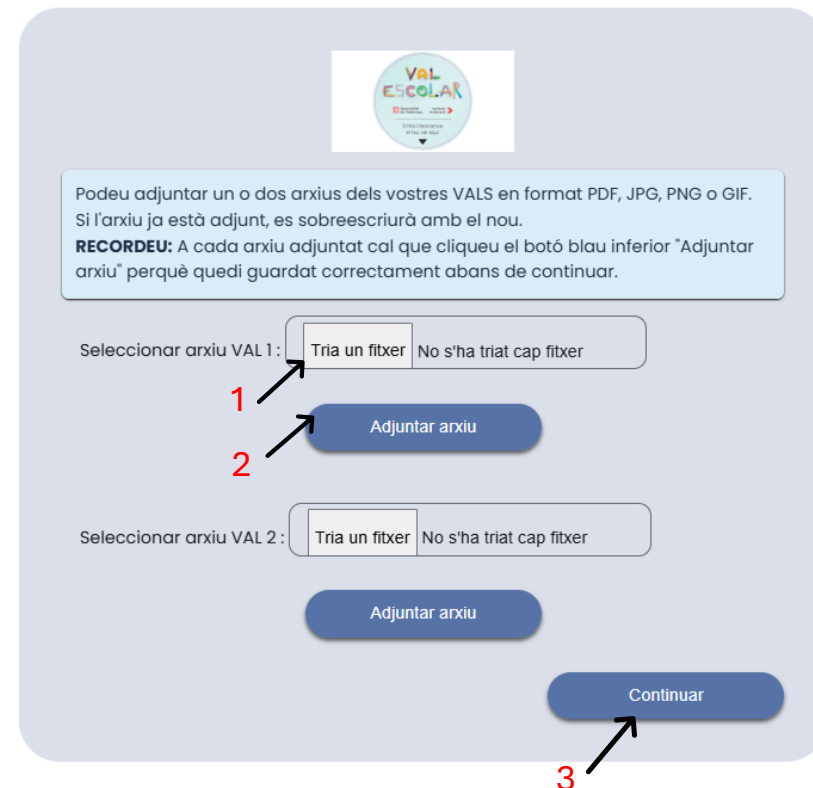 VAL
ESCOLAR
Podeu adjuntar un o dos arxius dels vostres VALS en format PDF, JPG, PNG o GIF.
Si l'arxiu ja està adjunt, es sobreescriurà amb el nou.
RECORDEU: A cada arxiu adjuntat cal que cliqueu el botó blau inferior "Adjuntar
arxiu" perquè quedi guardat correctament abans de continuar.
Seleccionar arxiu VAL 1 : Tria un fitxer No s'ha triat cap fitxer
1
Adjuntar arxiu
2
Seleccionar arxiu VAL 2 : Tria un fitxer No s'ha triat cap fitxer
Adjuntar arxiu
Continuar
3